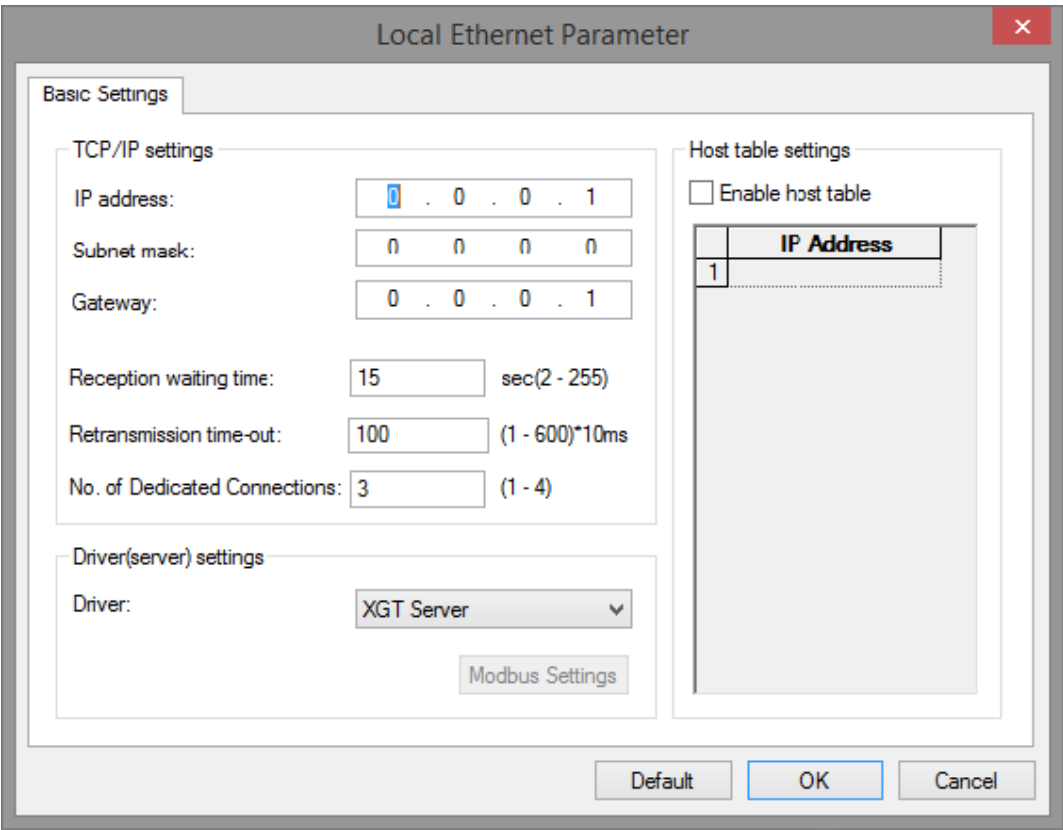 Local Ethernet Parameter
Basic Settings
TCP/IP settings
IP address: 0 . 0 . 0 . 1
Subnet mask: 0 0 0 0
Gateway: 0 . 0 . 0 . 1
Reception waiting time: 15 sec(2 - 255)
Retransmission time-out: 100 (1 - 600)*10ms
No. of Dedicated Connections: 3 (1 - 4)
Driver(server) settings
Driver: XGT Server
Modbus Settings
Host table settings
Enable host table
IP Address
1
Default OK Cancel